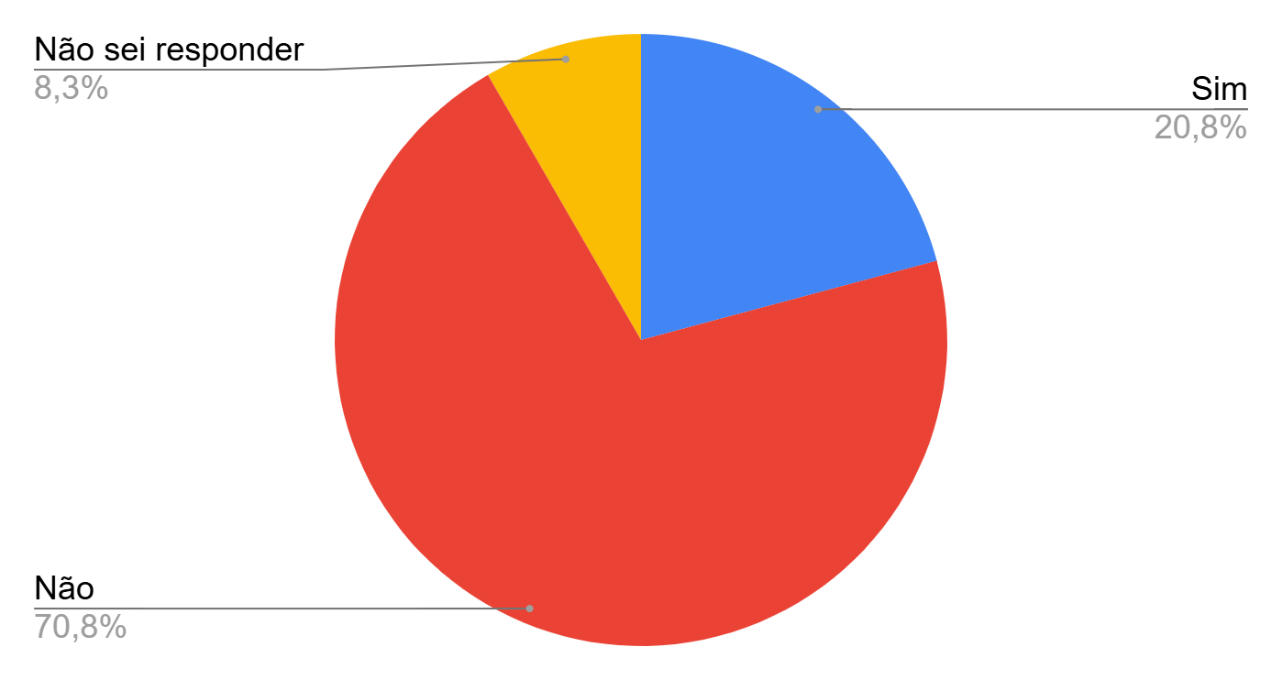 Não sei responder
8,3%
Sim
20,8%
Não
70,8%